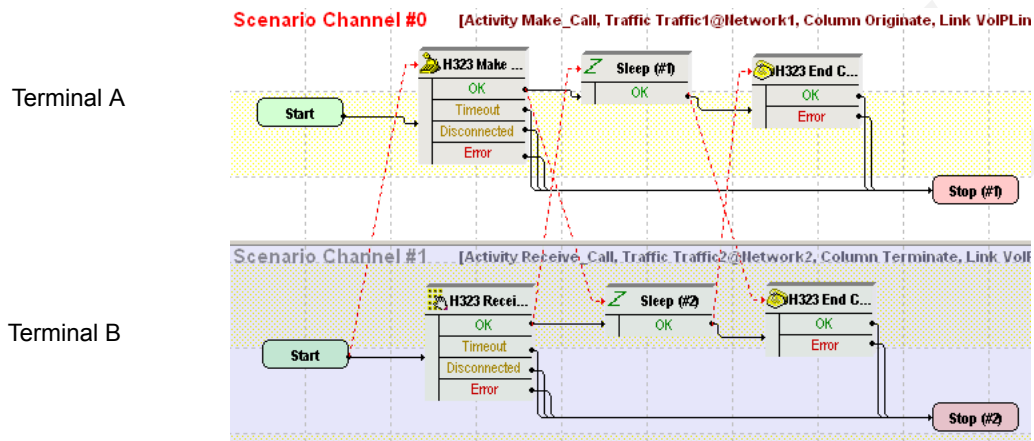 Scenario Channel #0 [Activity Make_Call, Traffic Traffic1@Network1, Column Originate, Link VoIPLin
Terminal A
H323 Make ...
OK
Timeout
Disconnected
Error
Sleep (#1)
OK
H323 End C...
OK
Error
Start
Stop (#1)
Scenario Channel #1 [Activity Receive_Call, Traffic Traffic2@Network2, Column Terminate, Link VoIP
Terminal B
H323 Recei...
OK
Timeout
Disconnected
Error
Sleep (#2)
OK
H323 End C...
OK
Error
Start
Stop (#2)